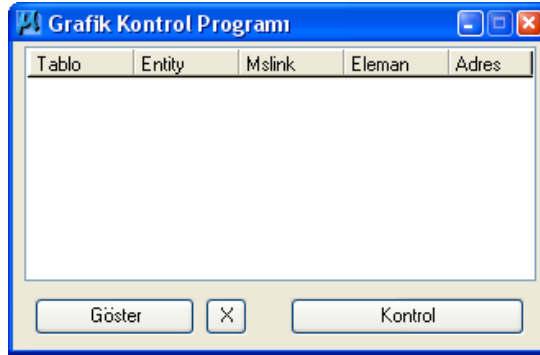 Grafik Kontrol Programı
Tablo Entity Mslink Eleman Adres
Göster X Kontrol